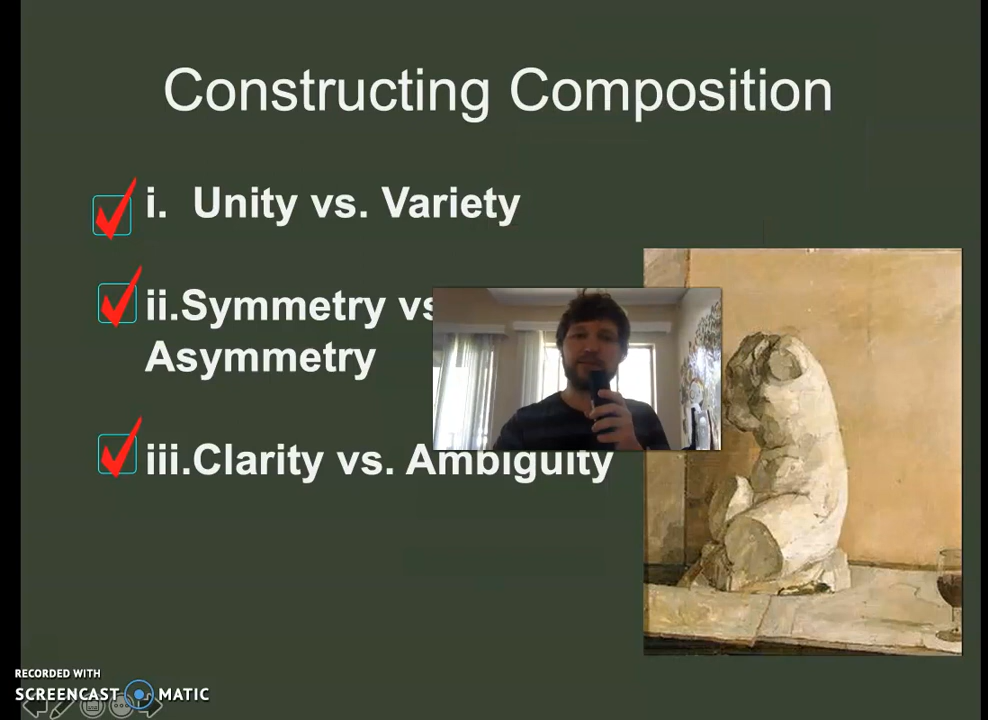 Constructing Composition
i. Unity vs. Variety
ii.Symmetry vs
Asymmetry
iii.Clarity vs. Ambiguity
RECORDED WITH
SCREENCAST MATIC